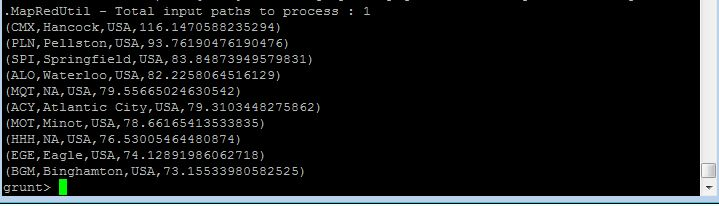 .MapRedUtil - Total input paths to process : 1
(CMX,Hancock,USA,116.1470588235294)
(PLN,Pellston,USA,93.76190476190476)
(SPI,Springfield,USA,83.84873949579831)
(ALO,Waterloo,USA,82.2258064516129)
(MQT,NA,USA,79.55665024630542)
(ACY,Atlantic City,USA,79.3103448275862)
(MOT,Minot,USA,78.66165413533835)
(HHH,NA,USA,76.53005464480874)
(EGE,Eagle,USA,74.12891986062718)
(BGM,Binghamton,USA,73.15533980582525)
grunt>